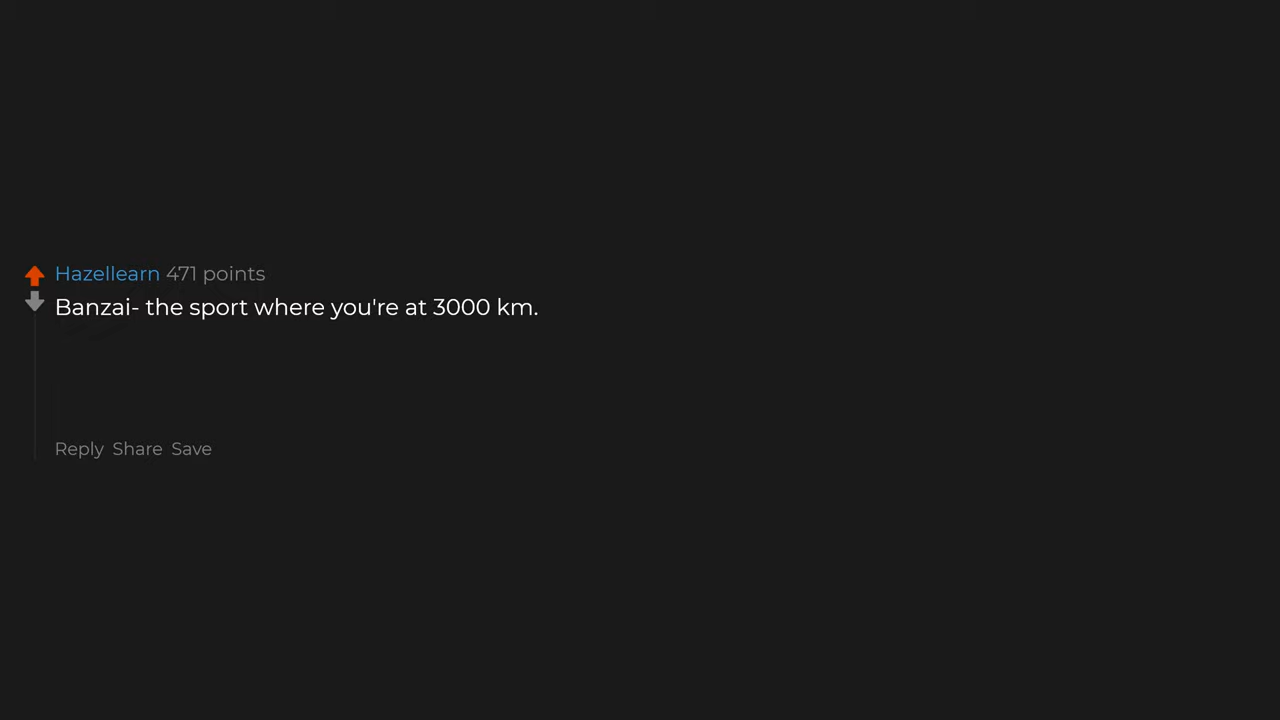 Hazellearn 471 points
Banzai- the sport where you're at 3000 km.
Reply Share Save